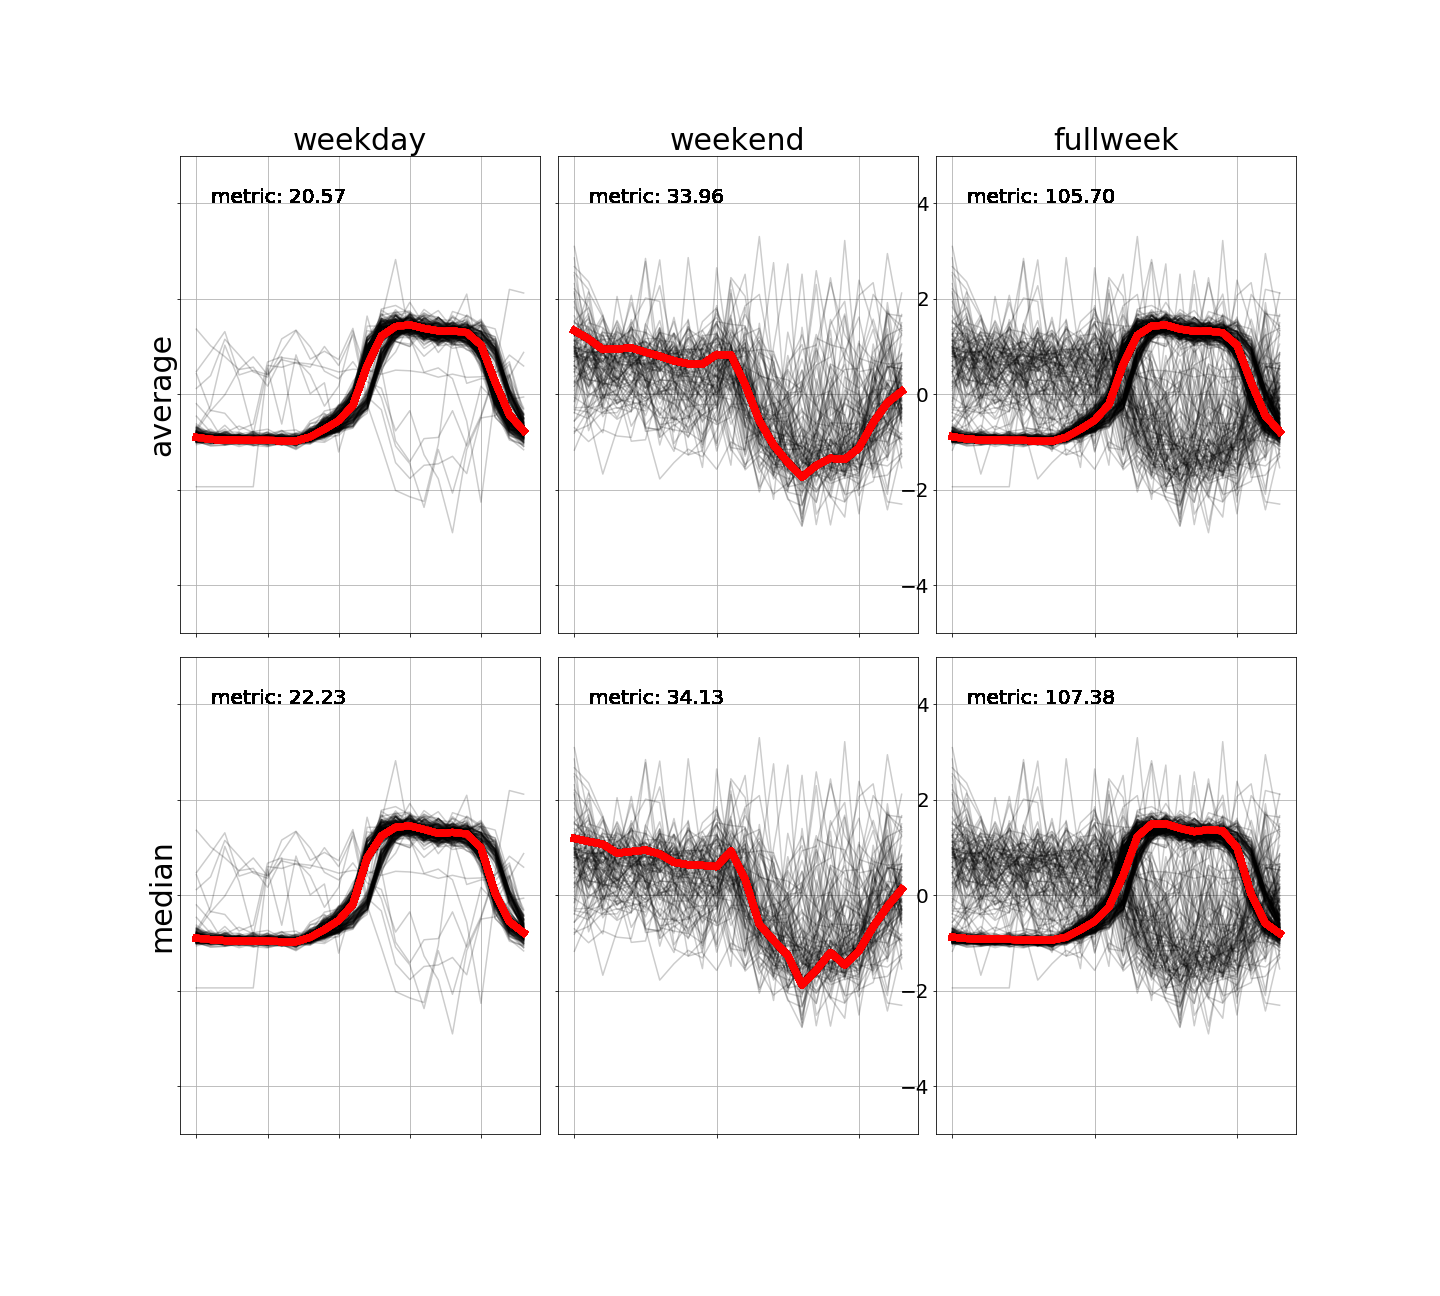 weekday
weekend
fullweek
average
metric: 20.57
metric: 33.96
metric: 105.70
4
2
0
−2
−4
median
metric: 22.23
metric: 34.13
metric: 107.38
4
2
0
−2
−4